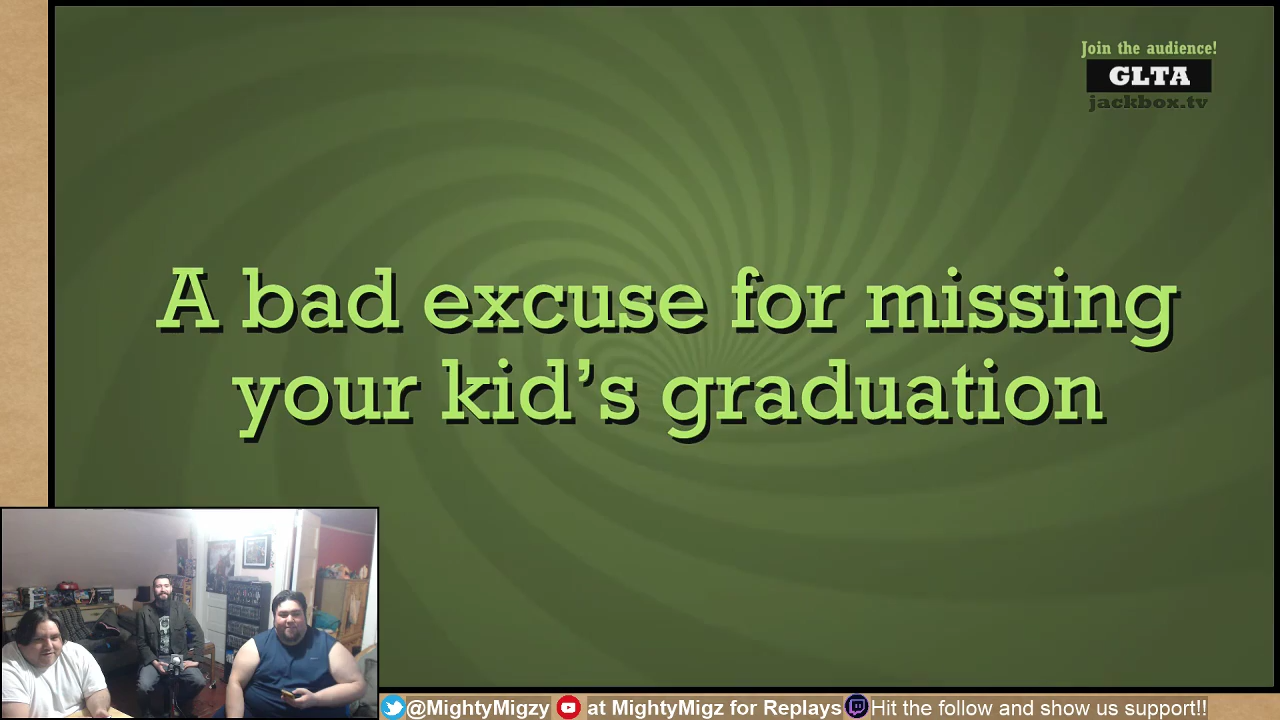 Join the audience!
GLTA
jackbox.tv
A bad excuse for missing
your kid’s graduation
@MightyMigzy at MightyMigz for Replays Hit the follow and show us support!!